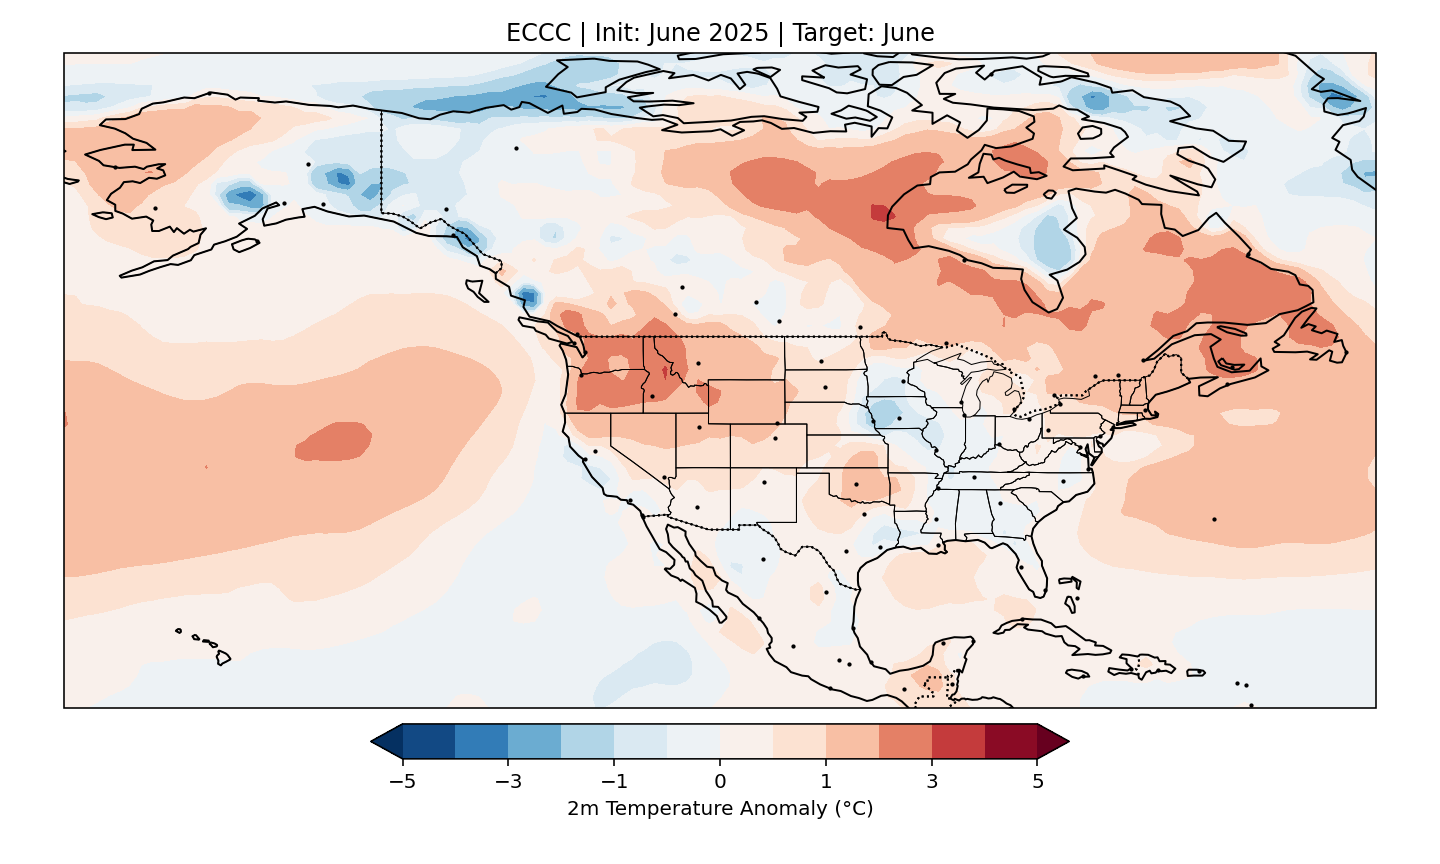 ECCC | Init: June 2025 | Target: June
−5 −3 −1 0 1 3 5
2m Temperature Anomaly (°C)